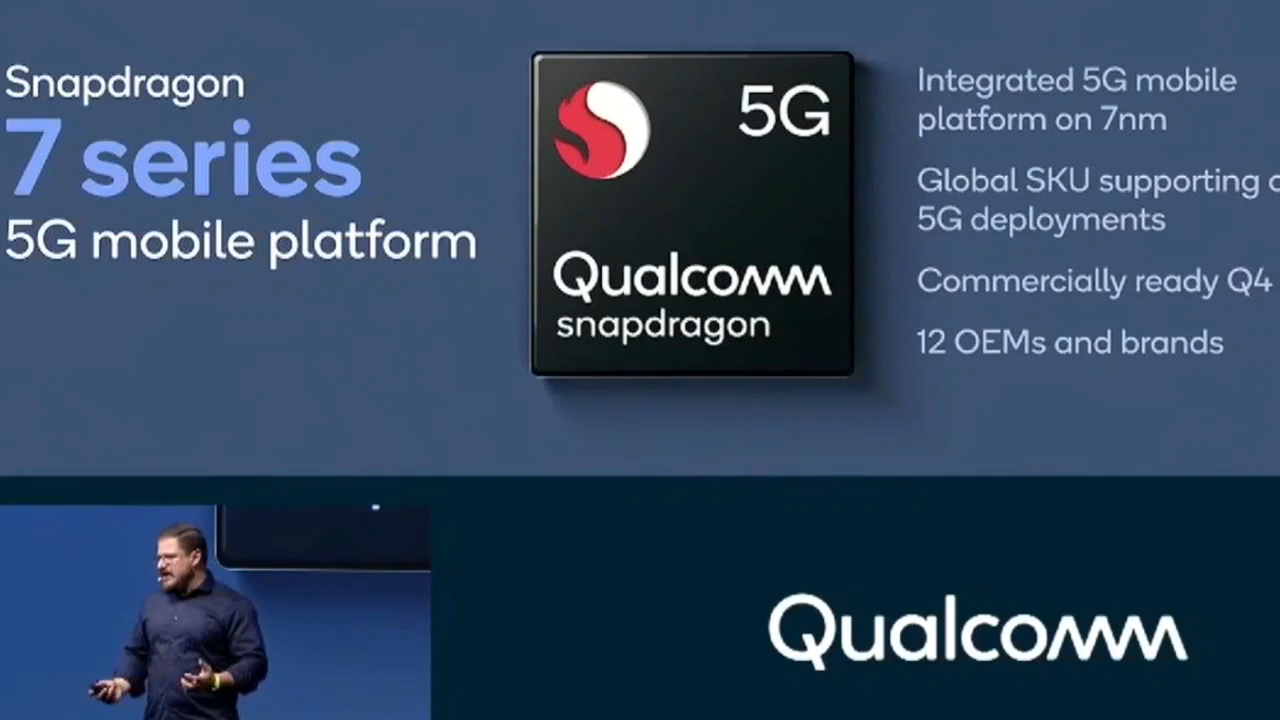 Snapdragon
7 series
5G mobile platform
5G
Qualcomm
snapdragon
Integrated 5G mobile
platform on 7nm
Global SKU supporting
5G deployments
Commercially ready Q4
12 OEMs and brands
Qualcomm